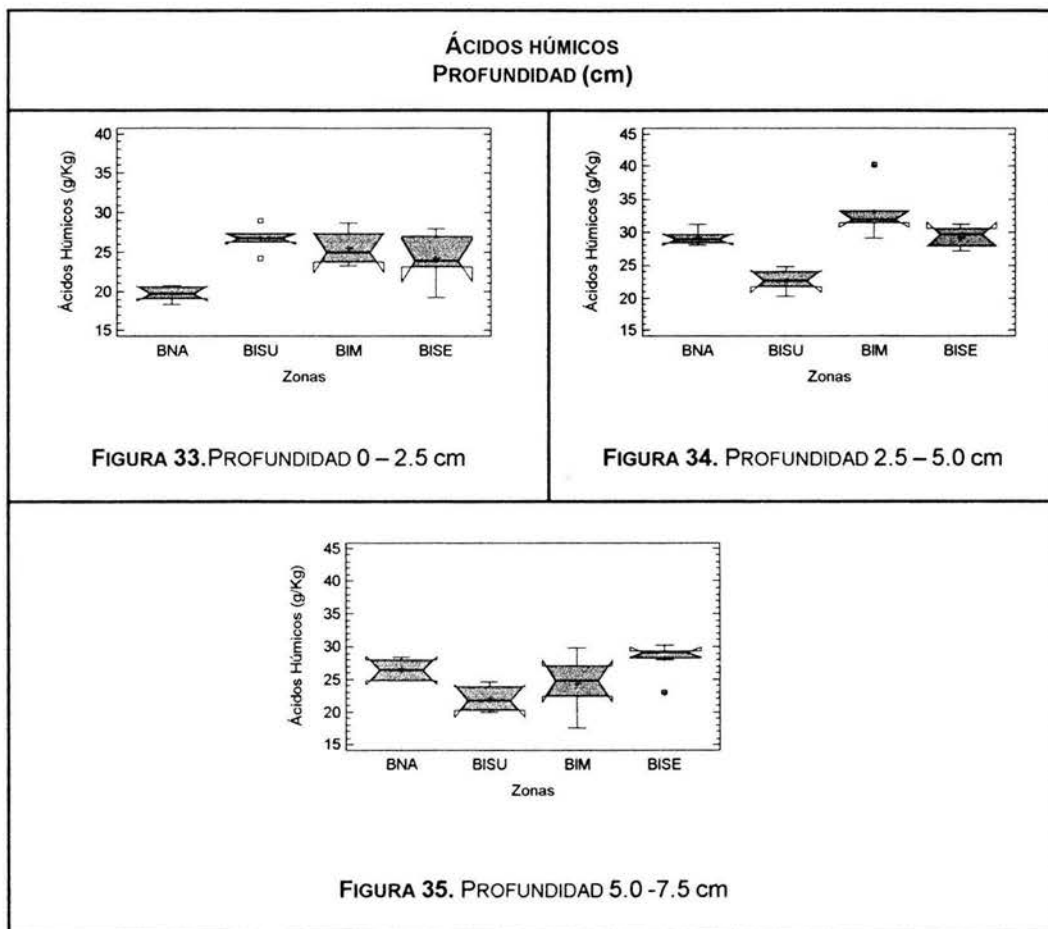 ÁCIDOS HÚMICOS
PROFUNDIDAD (cm)
40
35
30
25
20
15
Ácidos Húmicos (g/Kg)
BNA BISU BIM BISE
Zonas
FIGURA 33.PROFUNDIDAD 0 – 2.5 cm
45
40
35
30
25
20
15
Ácidos Húmicos (g/Kg)
BNA BISU BIM BISE
Zonas
FIGURA 34. PROFUNDIDAD 2.5 – 5.0 cm
45
40
35
30
25
20
15
Ácidos Húmicos (g/Kg)
BNA BISU BIM BISE
Zonas
FIGURA 35. PROFUNDIDAD 5.0 -7.5 cm